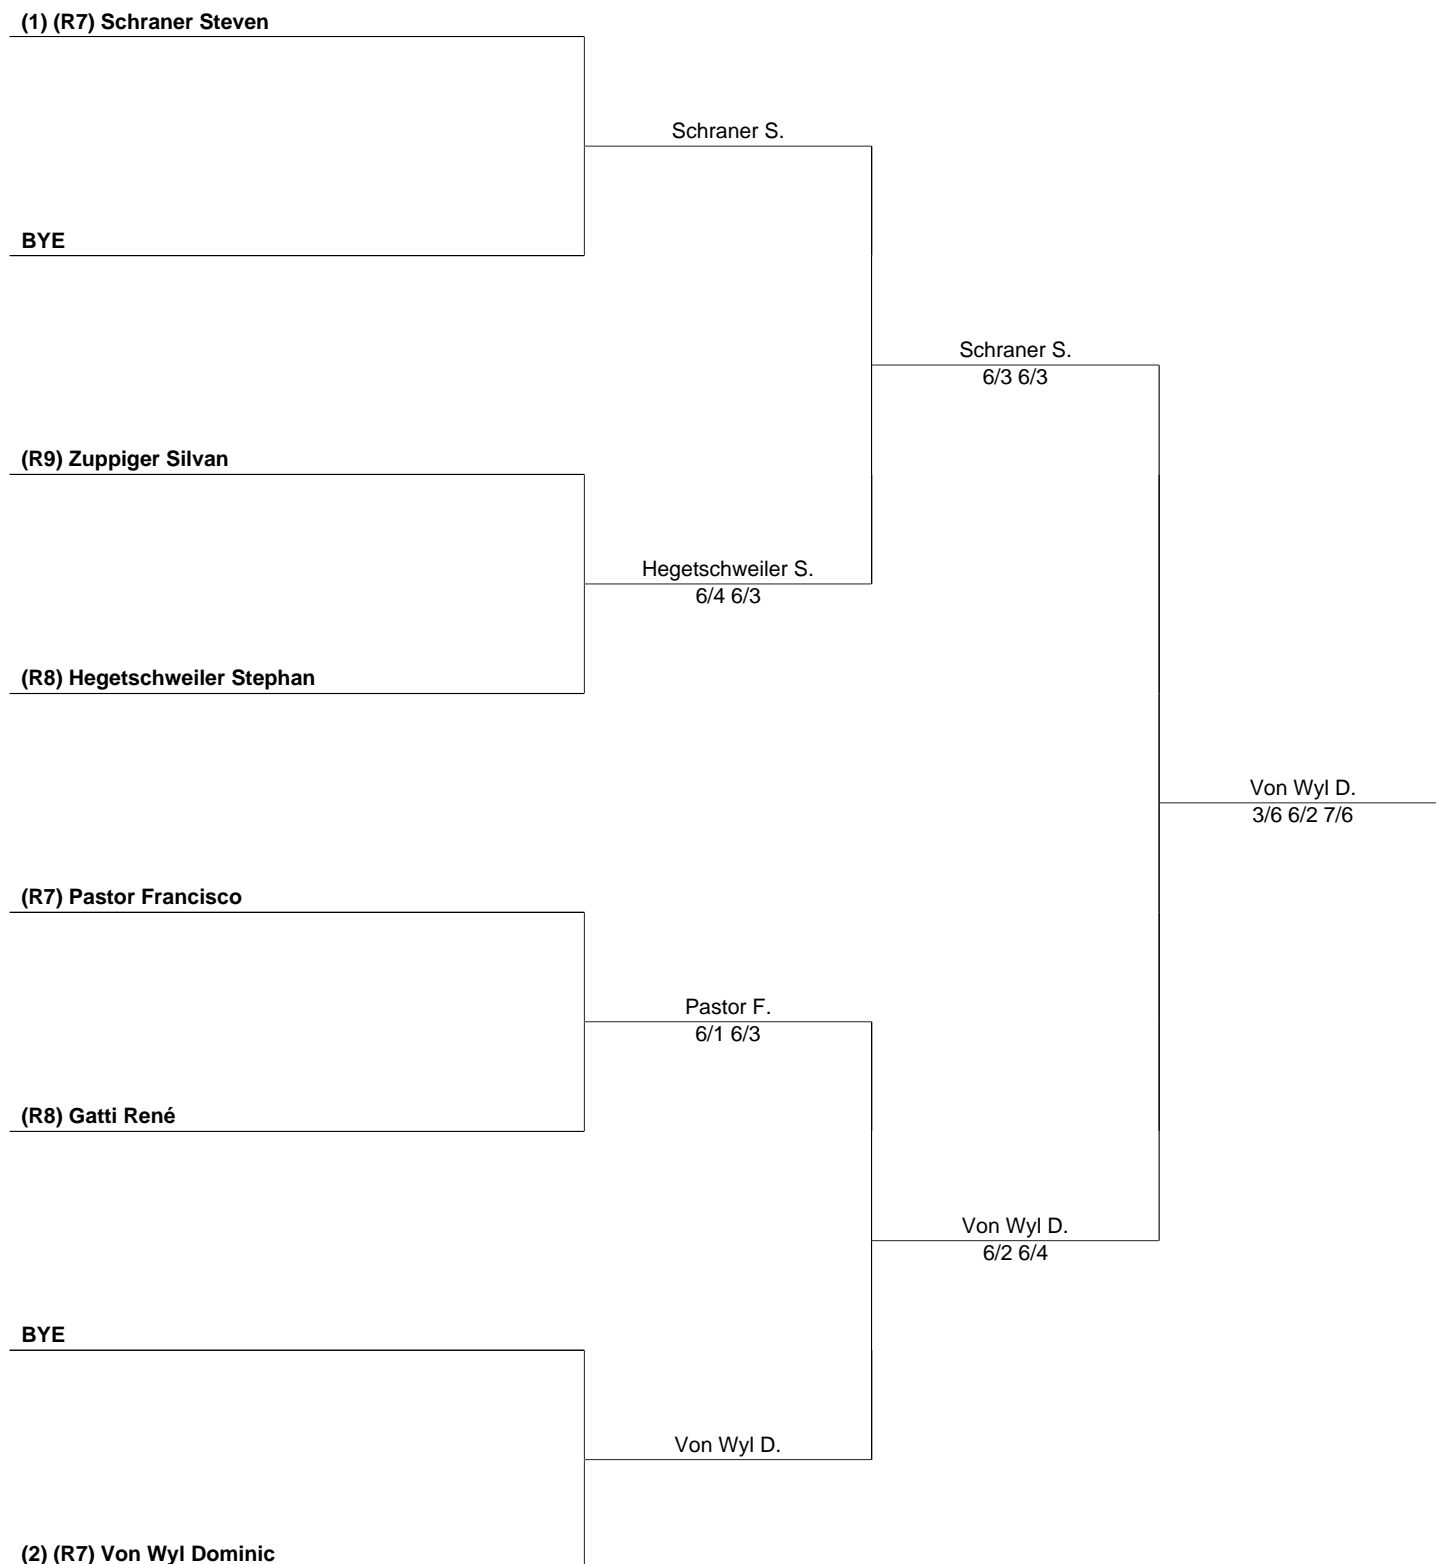 (1) (R7) Schraner Steven
Schraner S.
BYE
Schraner S.
6/3 6/3
(R9) Zuppiger Silvan
Hegetschweiler S.
6/4 6/3
(R8) Hegetschweiler Stephan
Von Wyl D.
3/6 6/2 7/6
(R7) Pastor Francisco
Pastor F.
6/1 6/3
(R8) Gatti René
Von Wyl D.
6/2 6/4
BYE
Von Wyl D.
(2) (R7) Von Wyl Dominic